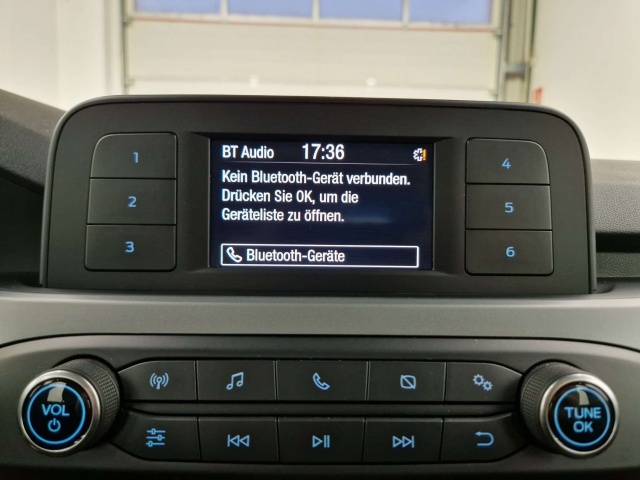 BT Audio 17:36
Kein Bluetooth-Gerät verbunden.
Drücken Sie OK, um die
Geräteliste zu öffnen.
Bluetooth-Geräte
1
2
3
4
5
6
VOL
TUNE
OK